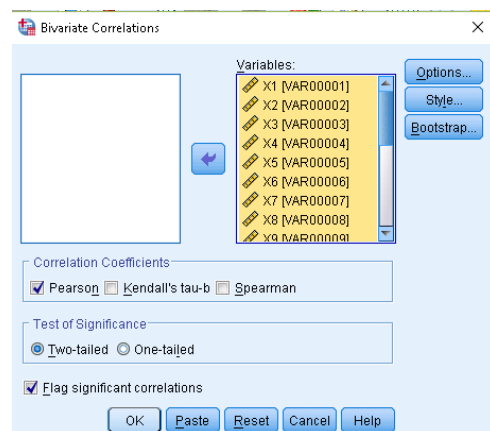 Bivariate Correlations
Variables:
X1 [VAR00001]
X2 [VAR00002]
X3 [VAR00003]
X4 [VAR00004]
X5 [VAR00005]
X6 [VAR00006]
X7 [VAR00007]
X8 [VAR00008]
X9 [VAR00009]
Options...
Style...
Bootstrap...
Correlation Coefficients
Pearson Kendall's tau-b Spearman
Test of Significance
Two-tailed One-tailed
Flag significant correlations
OK Paste Reset Cancel Help